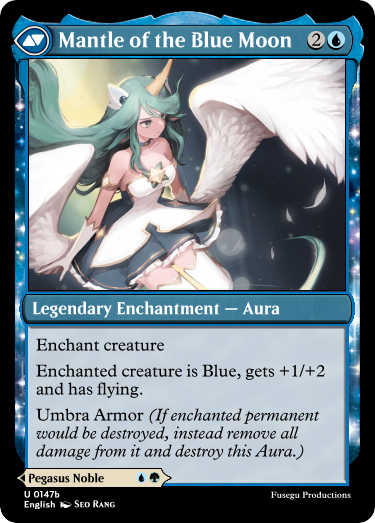 Mantle of the Blue Moon 2
Legendary Enchantment — Aura
Enchant creature
Enchanted creature is Blue, gets +1/+2
and has flying.
Umbra Armor (If enchanted permanent
would be destroyed, instead remove all
damage from it and destroy this Aura.)
Pegasus Noble
U 0147b
English SEO RANG
Fusegu Productions